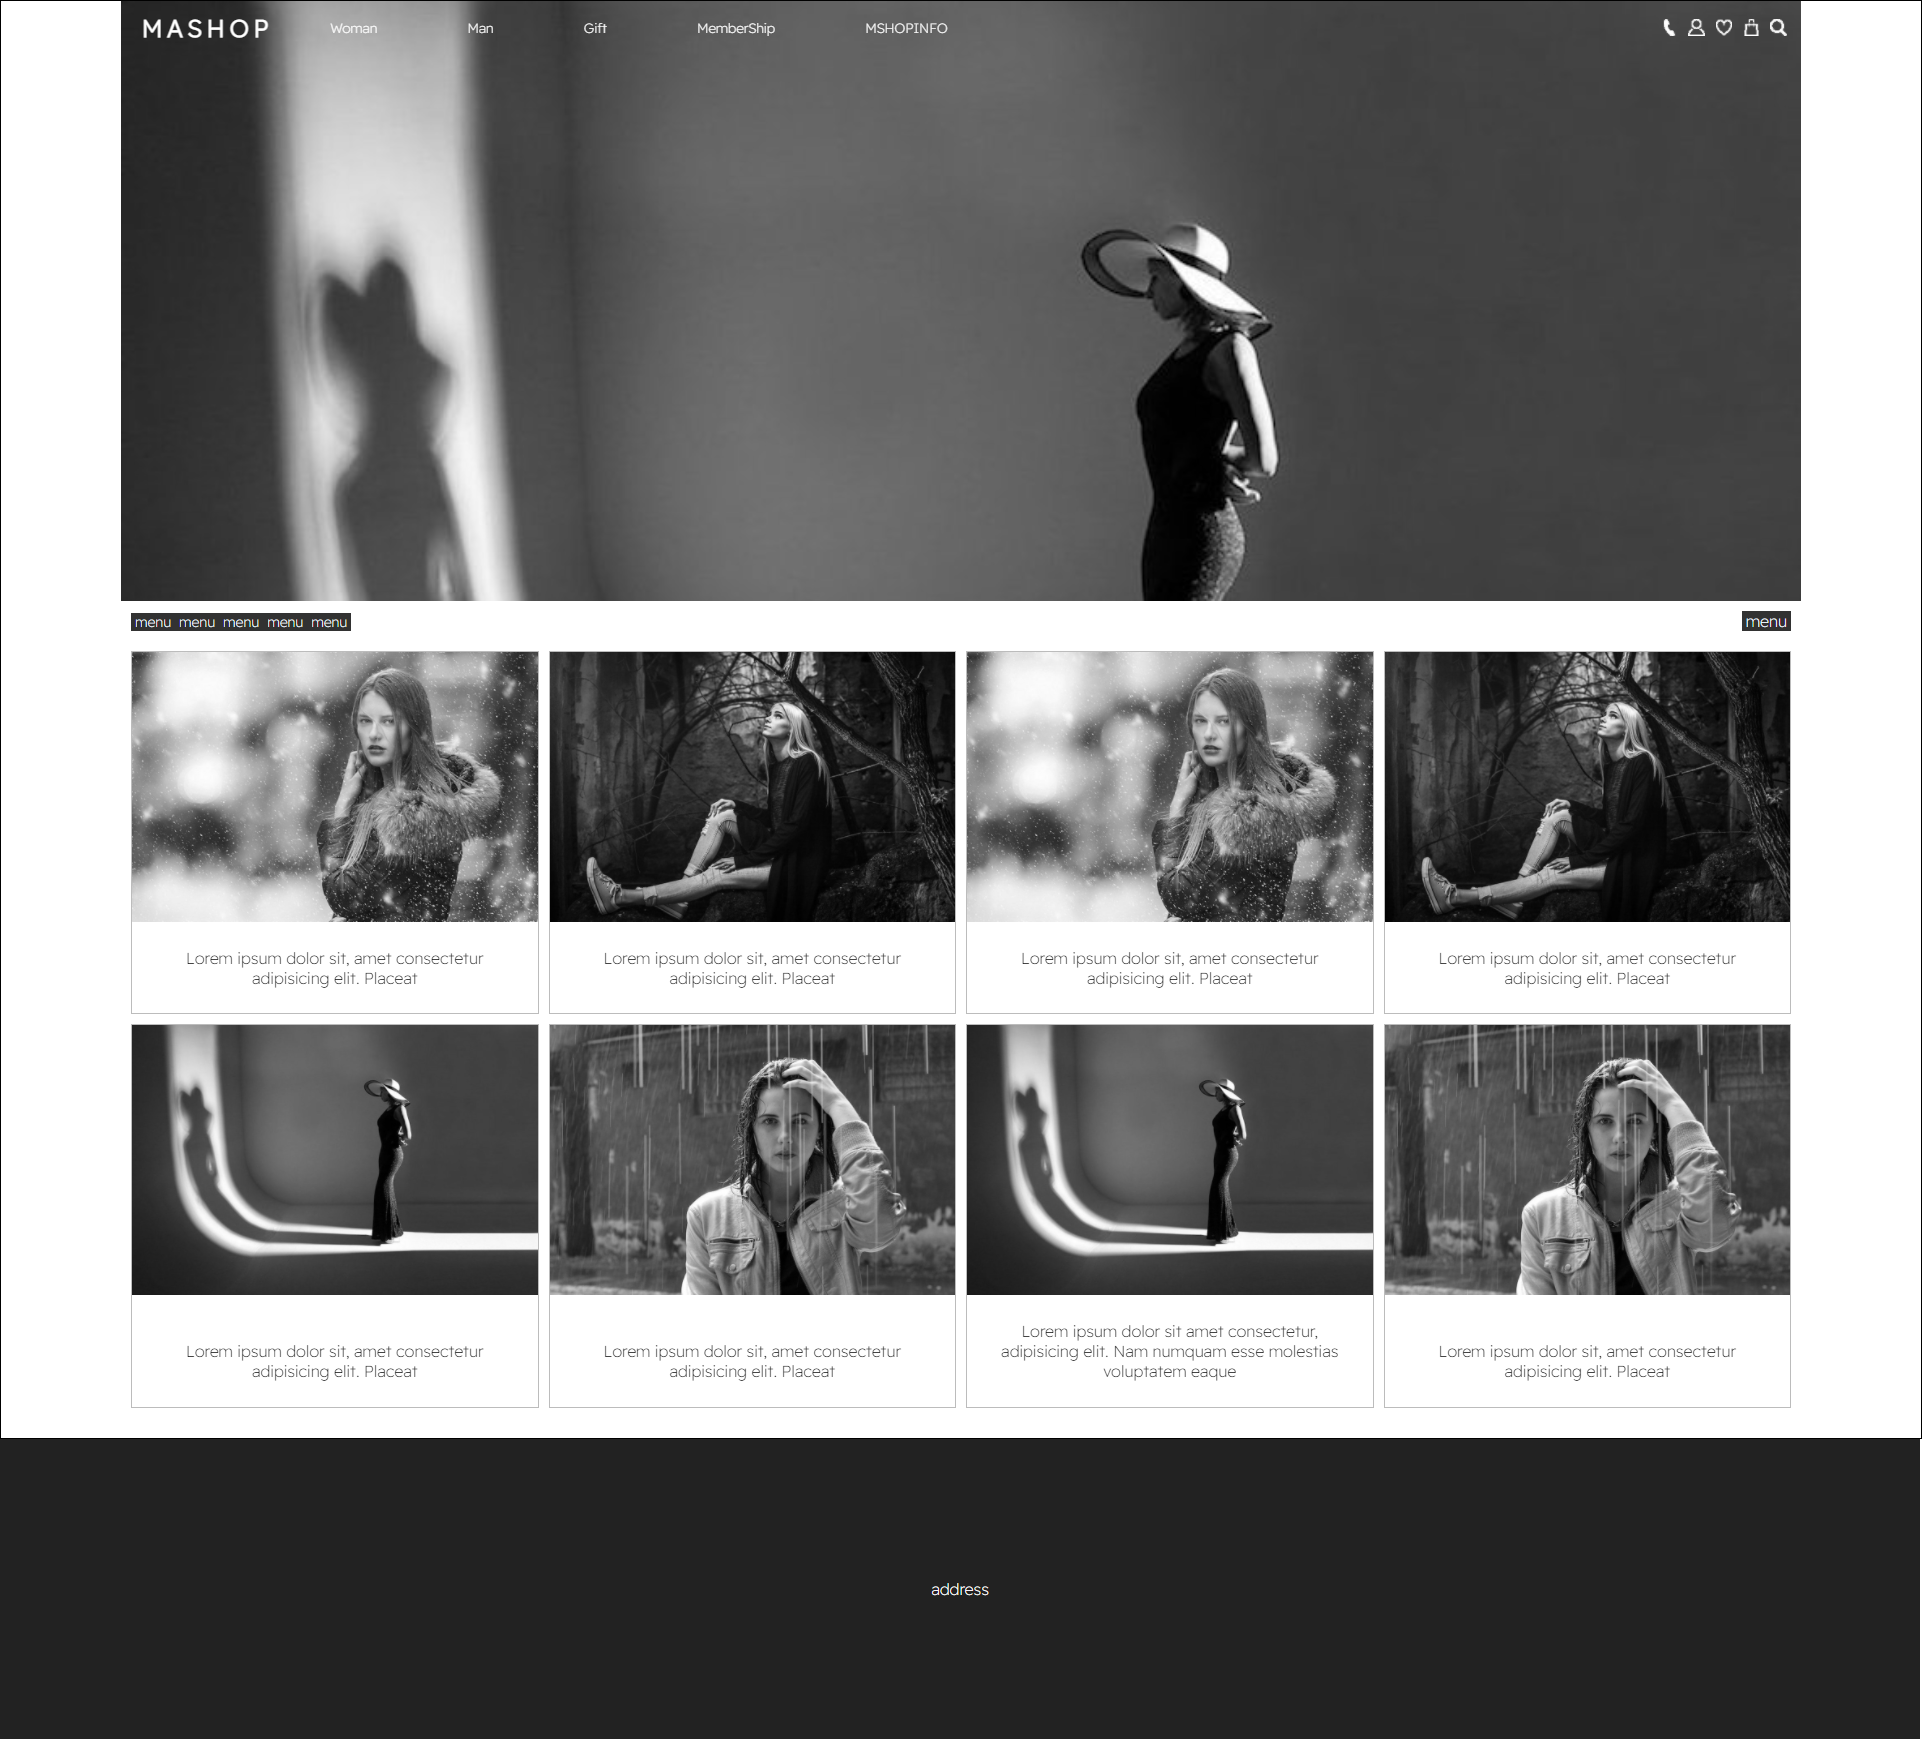 MASHOP Woman Man Gift MemberShip MSHOPINFO
menu menu menu menu menu menu
Lorem ipsum dolor sit, amet consectetur
adipisicing elit. Placeat
Lorem ipsum dolor sit, amet consectetur
adipisicing elit. Placeat
Lorem ipsum dolor sit, amet consectetur
adipisicing elit. Placeat
Lorem ipsum dolor sit, amet consectetur
adipisicing elit. Placeat
Lorem ipsum dolor sit, amet consectetur
adipisicing elit. Placeat
Lorem ipsum dolor sit, amet consectetur
adipisicing elit. Placeat
Lorem ipsum dolor sit amet consectetur,
adipisicing elit. Nam numquam esse molestias
voluptatem eaque
Lorem ipsum dolor sit, amet consectetur
adipisicing elit. Placeat
address